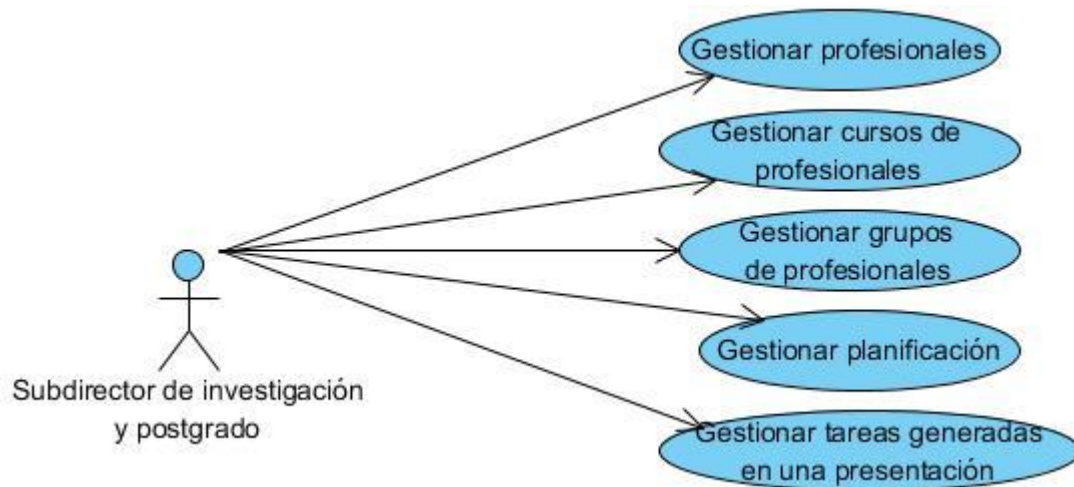 Gestionar profesionales
Gestionar cursos de
profesionales
Gestionar grupos
de profesionales
Gestionar planificación
Gestionar tareas generadas
en una presentación
Subdirector de investigación
y postgrado